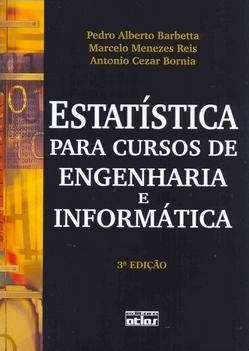 Pedro Alberto Barbetta
Marcelo Menezes Reis
Antonio Cezar Bornia
ESTATÍSTICA
PARA CURSOS DE
ENGENHARIA
E
INFORMÁTICA
3ª EDIÇÃO
atlas